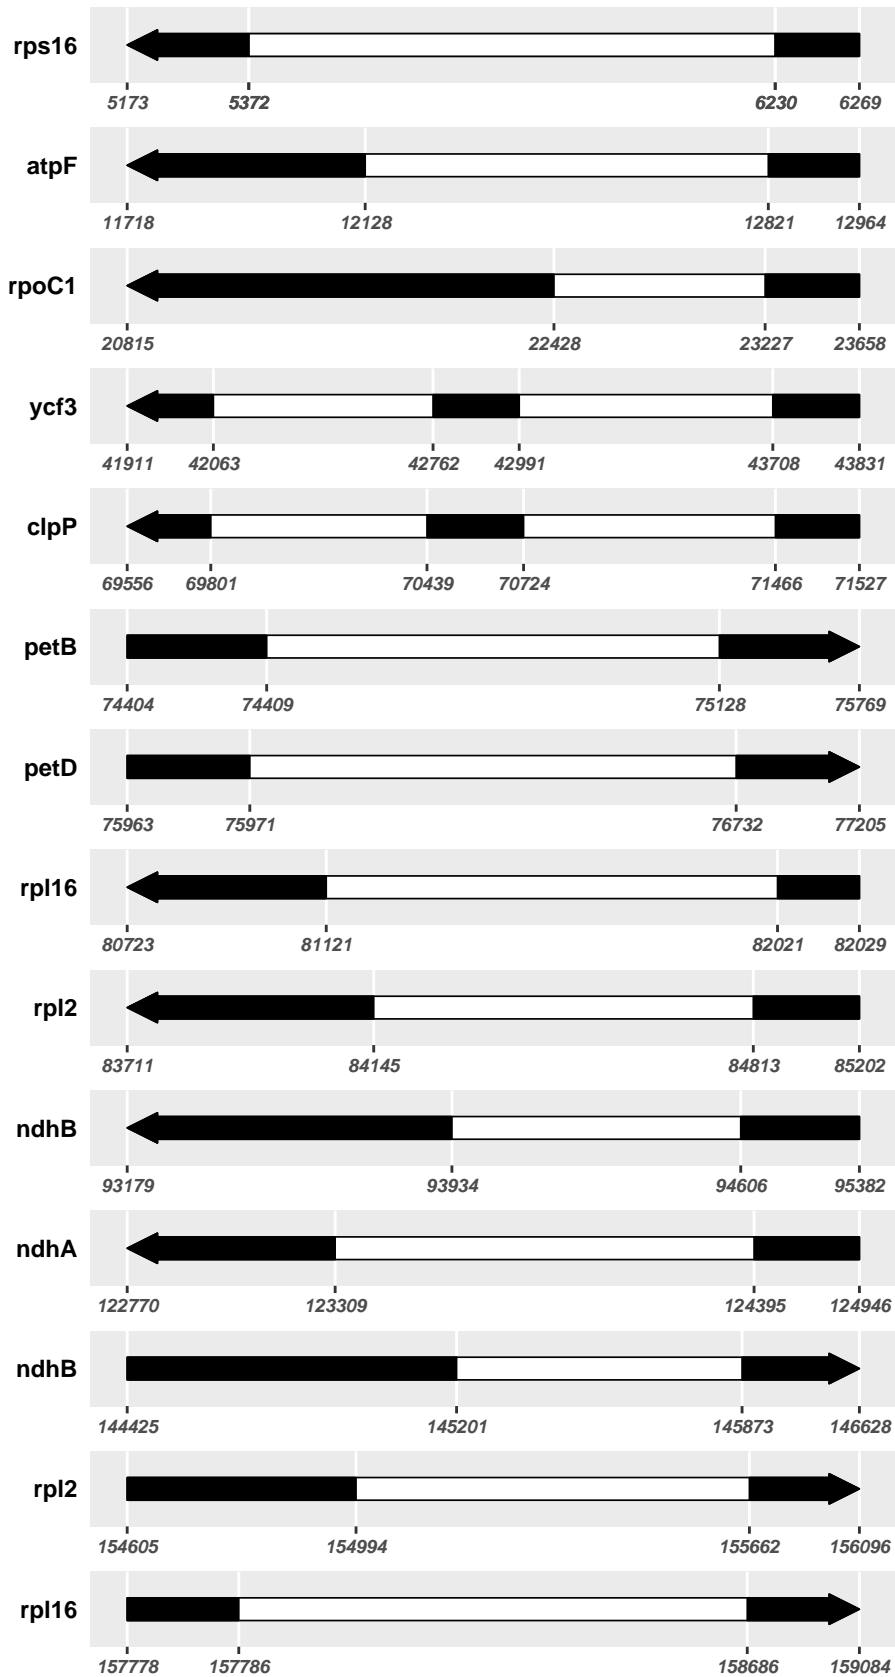 rps16
5173 5372 6230 6269
atpF
11718 12128 12821 12964
rpoC1
20815 22428 23227 23658
ycf3
41911 42063 42762 42991 43708 43831
clpP
69556 69801 70439 70724 71466 71527
petB
74404 74409 75128 75769
petD
75963 75971 76732 77205
rpl16
80723 81121 82021 82029
rpl2
83711 84145 84813 85202
ndhB
93179 93934 94606 95382
ndhA
122770 123309 124395 124946
ndhB
144425 145201 145873 146628
rpl2
154605 154994 155662 156096
rpl16
157778 157786 158686 159084